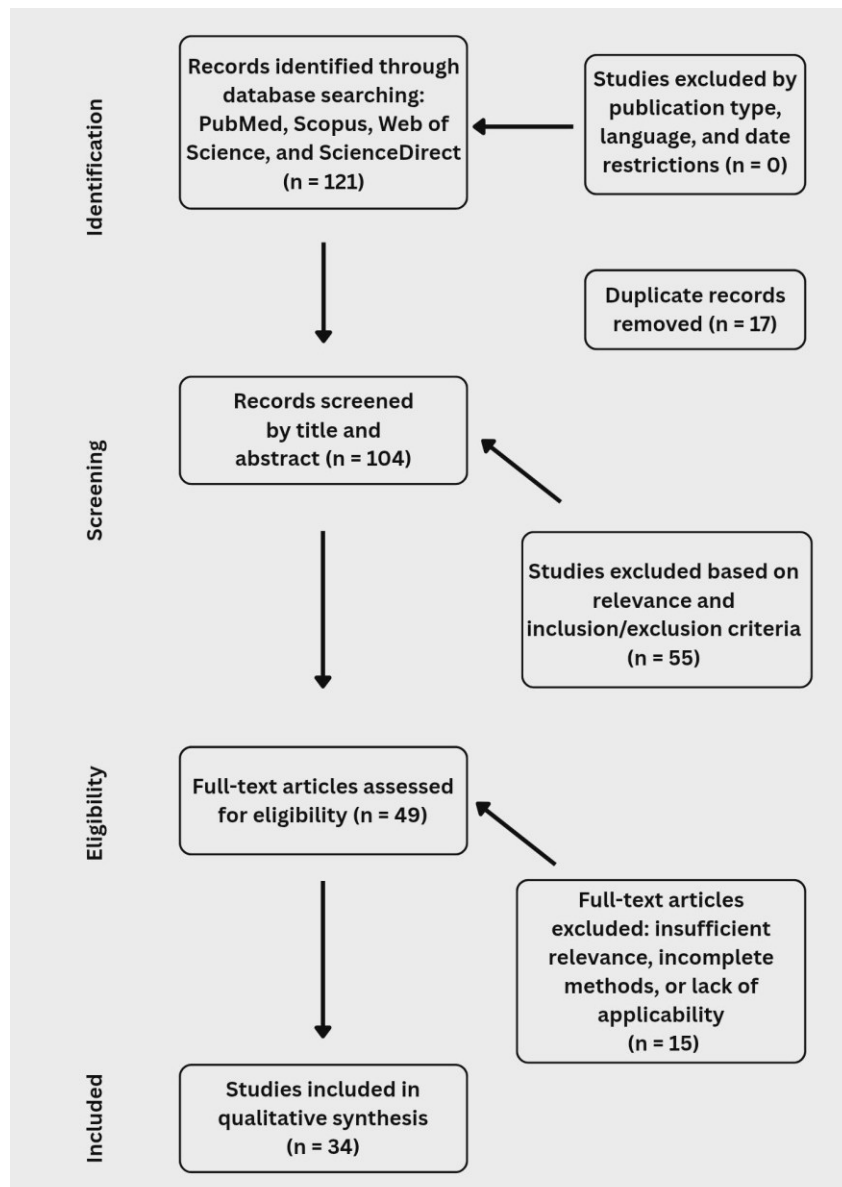 Identification
Records identified through
database searching:
PubMed, Scopus, Web of
Science, and ScienceDirect
(n = 121)
Studies excluded by
publication type,
language, and date
restrictions (n = 0)
Duplicate records
removed (n = 17)
Screening
Records screened
by title and
abstract (n = 104)
Studies excluded based on
relevance and
inclusion/exclusion criteria
(n = 55)
Eligibility
Full-text articles assessed
for eligibility (n = 49)
Full-text articles
excluded: insufficient
relevance, incomplete
methods, or lack of
applicability
(n = 15)
Included
Studies included in
qualitative synthesis
(n = 34)